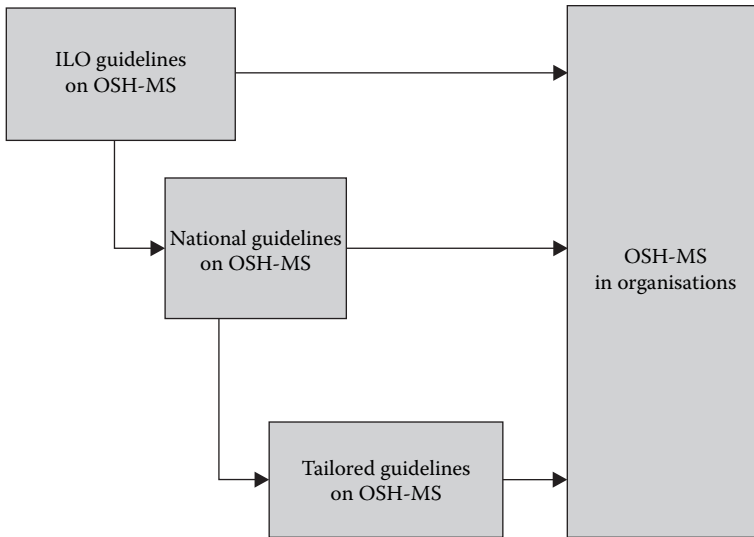 ILO guidelines
on OSH-MS
National guidelines
on OSH-MS
OSH-MS
in organisations
Tailored guidelines
on OSH-MS